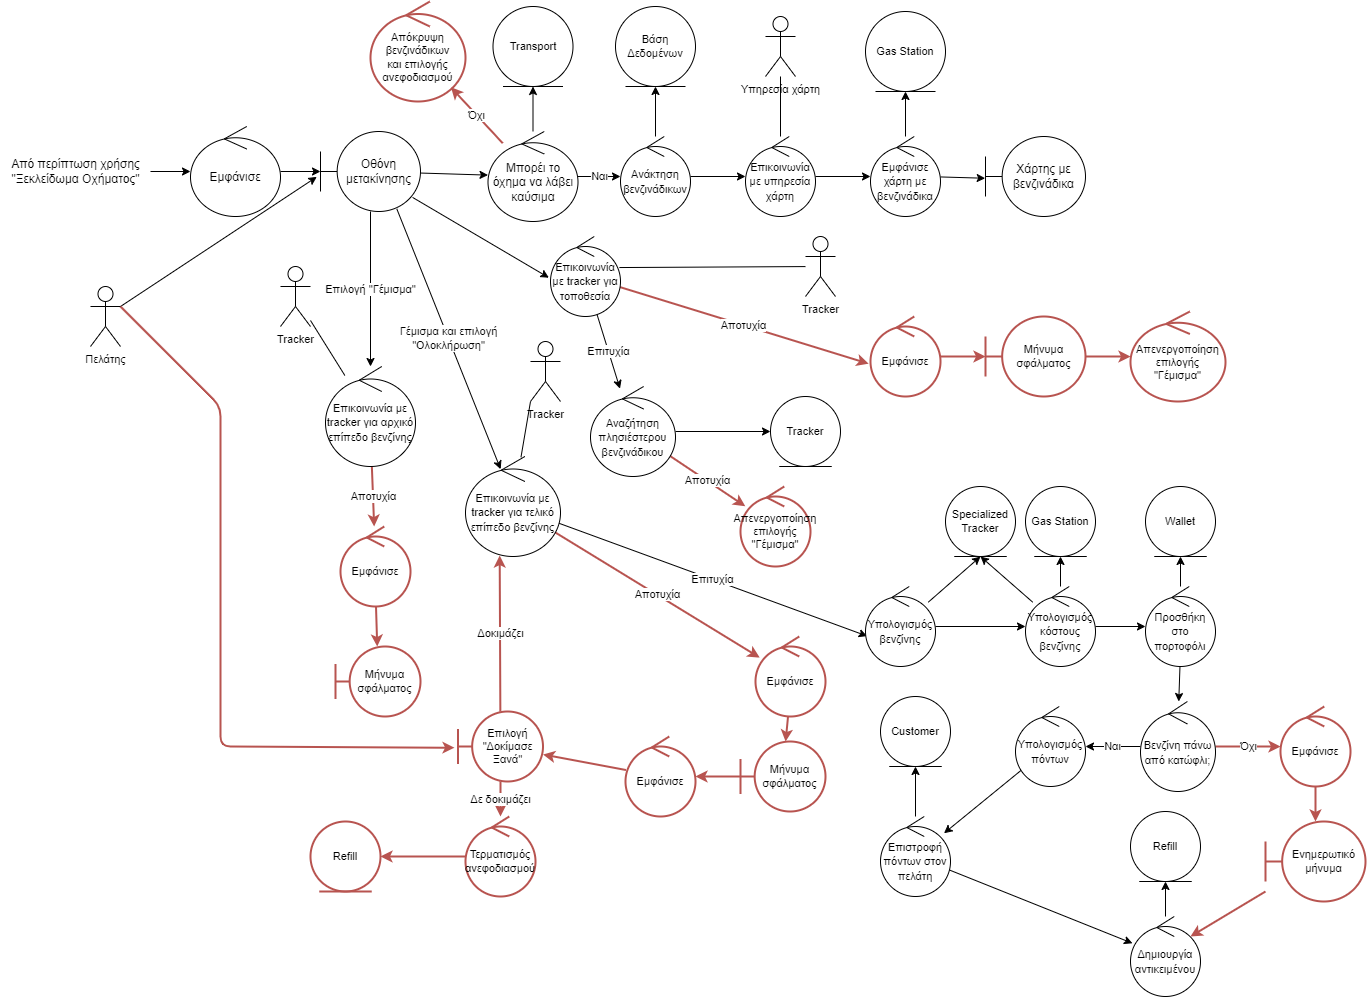 Απόκρυψη
βενζινάδικων
και επιλογής
ανεφοδιασμού
Transport
Βάση
Δεδομένων
Υπηρεσία χάρτη
Gas Station
Όχι
Από περίπτωση χρήσης
"Ξεκλείδωμα Οχήματος"
Εμφάνισε
Οθόνη
μετακίνησης
Μπορεί το
όχημα να λάβει
καύσιμα
Ναι
Ανάκτηση
βενζινάδικων
Επικοινωνία
με υπηρεσία
χάρτη
Εμφάνισε
χάρτη με
βενζινάδικα
Χάρτης με
βενζινάδικα
Πελάτης
Tracker
Επιλογή "Γέμισμα"
Γέμισμα και επιλογή
"Ολοκλήρωση"
Επικοινωνία
με tracker για
τοποθεσία
Tracker
Αποτυχία
Επιτυχία
Εμφάνισε
Μήνυμα
σφάλματος
Απενεργοποίηση
επιλογής
"Γέμισμα"
Επικοινωνία με
tracker για αρχικό
επίπεδο βενζίνης
Tracker
Αναζήτηση
πλησιέστερου
βενζινάδικου
Tracker
Αποτυχία
Απενεργοποίηση
επιλογής
"Γέμισμα"
Αποτυχία
Εμφάνισε
Μήνυμα
σφάλματος
Επικοινωνία με
tracker για τελικό
επίπεδο βενζίνης
Επιτυχία
Αποτυχία
Specialized
Tracker
Gas Station
Wallet
Υπολογισμός
βενζίνης
Υπολογισμός
κόστους
βενζίνης
Προσθήκη
στο
πορτοφόλι
Δοκιμάζει
Εμφάνισε
Επιλογή
"Δοκίμασε
Ξανά"
Εμφάνισε
Μήνυμα
σφάλματος
Δε δοκιμάζει
Refill
Τερματισμός
ανεφοδιασμού
Customer
Υπολογισμός
πόντων
Ναι
Βενζίνη πάνω
από κατώφλι;
Όχι
Εμφάνισε
Επιστροφή
πόντων στον
πελάτη
Refill
Ενημερωτικό
μήνυμα
Δημιουργία
αντικειμένου